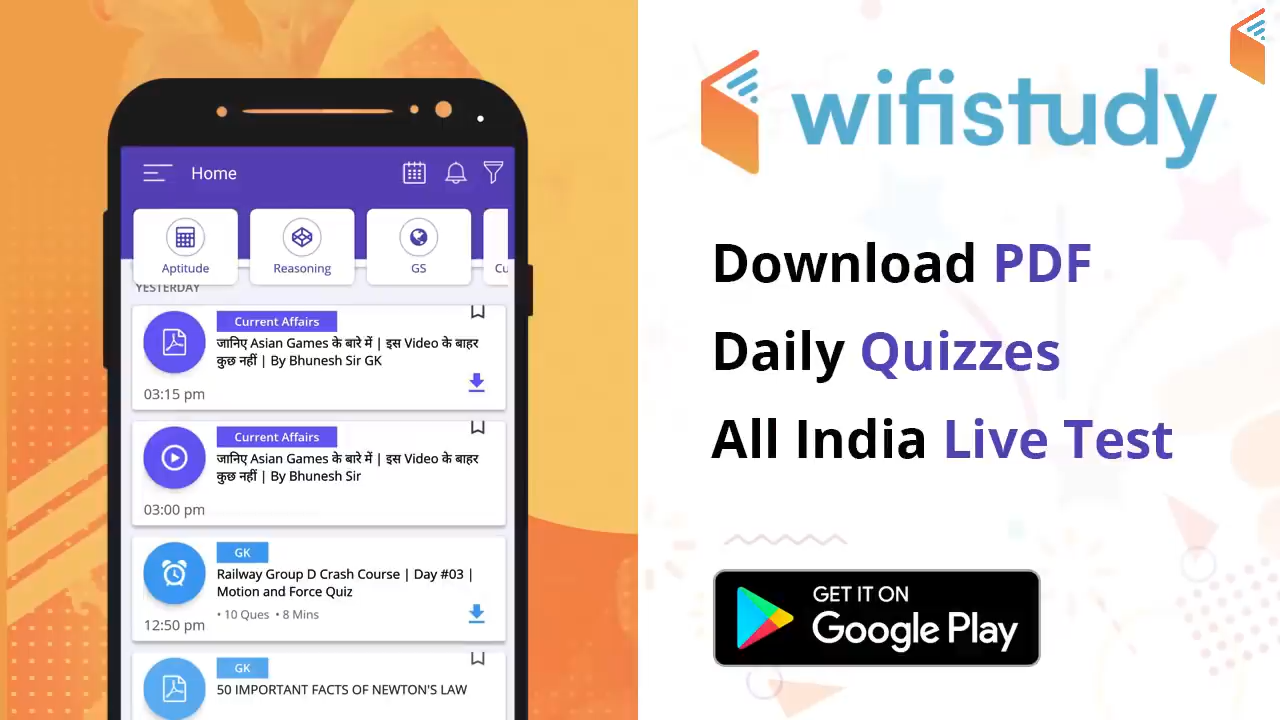 Home
Aptitude
Reasoning
GS
Cu
YESTERDAY
Current Affairs
जानिए Asian Games के बारे में | इस Video के बाहर
कुछ नहीं | By Bhunesh Sir GK
03:15 pm
Current Affairs
जानिए Asian Games के बारे में | इस Video के बाहर
कुछ नहीं | By Bhunesh Sir
03:00 pm
GK
Railway Group D Crash Course | Day #03 |
Motion and Force Quiz
• 10 Ques • 8 Mins
12:50 pm
GK
50 IMPORTANT FACTS OF NEWTON'S LAW
wifistudy
Download PDF
Daily Quizzes
All India Live Test
GET IT ON
Google Play